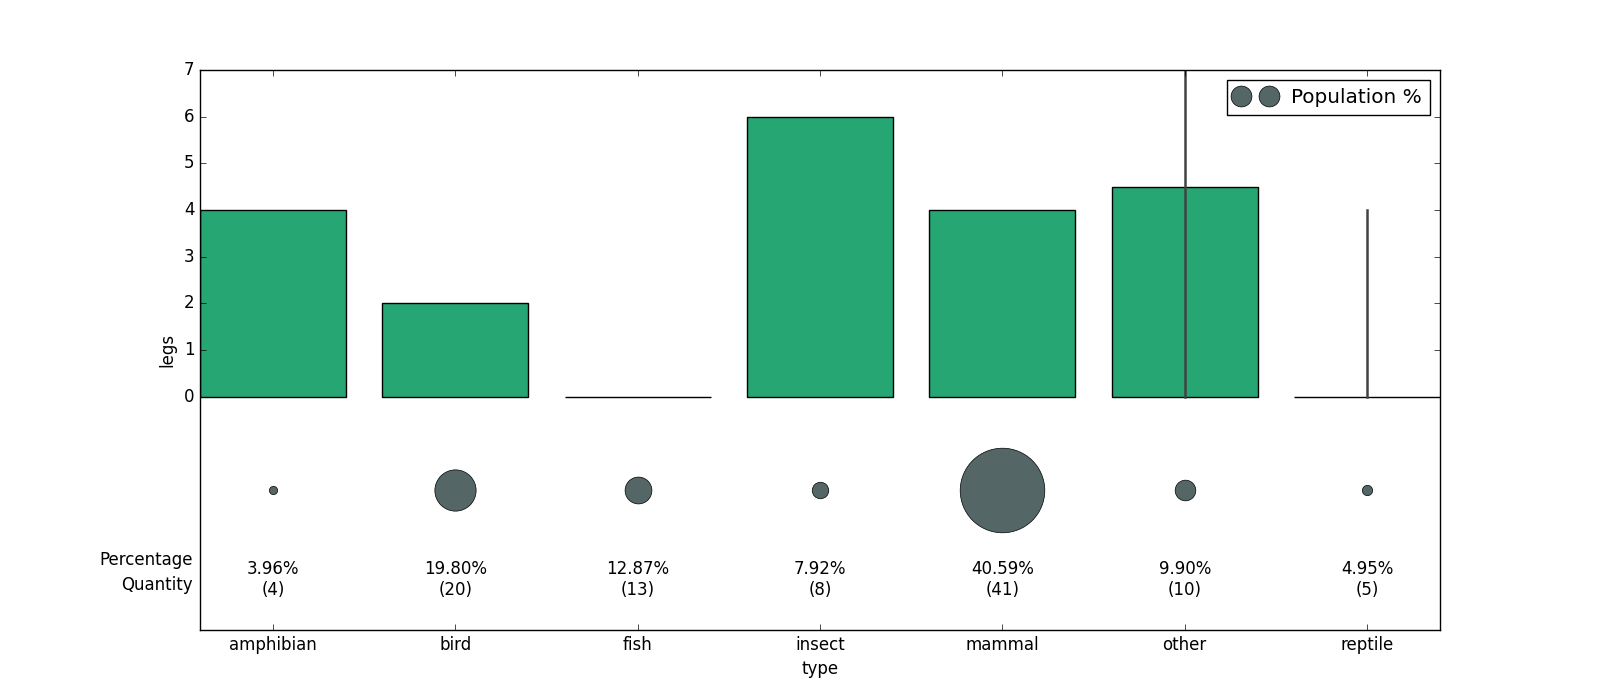 7
Population %
6
5
4
3
2
1
legs
0
Percentage
3.96% 19.80% 12.87% 7.92% 40.59% 9.90% 4.95%
Quantity
(4) (20) (13) (8) (41) (10) (5)
amphibian bird fish insect mammal other reptile
type